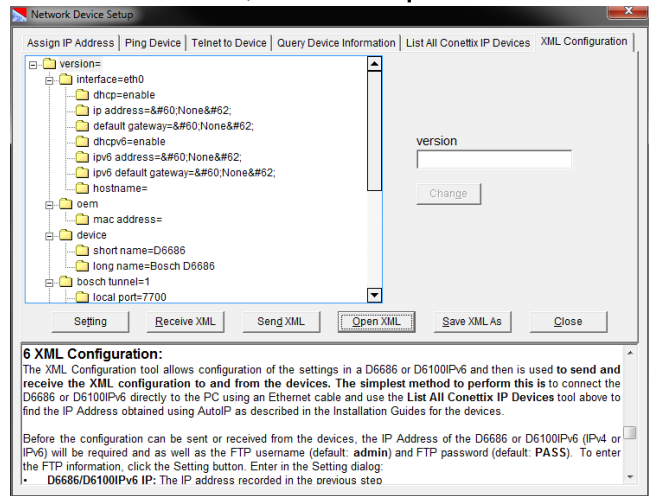 Network Device Setup
Assign IP Address Ping Device Telnet to Device Query Device Information List All Conettix IP Devices XML Configuration
version=
interface=eth0
dhcp=enable
ip address=&#60;None&#62;
default gateway=&#60;None&#62;
dhcpv6=enable
ipv6 address=&#60;None&#62;
ipv6 default gateway=&#60;None&#62;
hostname=
oem
mac address=
device
short name=D6686
long name=Bosch D6686
bosch tunnel=1
local port=7700
version
Change
Setting Receive XML Send XML Open XML Save XML As Close
6 XML Configuration:
The XML Configuration tool allows configuration of the settings in a D6686 or D6100IPv6 and then is used to send and
receive the XML configuration to and from the devices. The simplest method to perform this is to connect the
D6686 or D6100IPv6 directly to the PC using an Ethernet cable and use the List All Conettix IP Devices tool above to
find the IP Address obtained using AutoIP as described in the Installation Guides for the devices.
Before the configuration can be sent or received from the devices, the IP Address of the D6686 or D6100IPv6 (IPv4 or
IPv6) will be required and as well as the FTP username (default: admin) and FTP password (default: PASS). To enter
the FTP information, click the Setting button. Enter in the Setting dialog:
• D6686/D6100IPv6 IP: The IP address recorded in the previous step